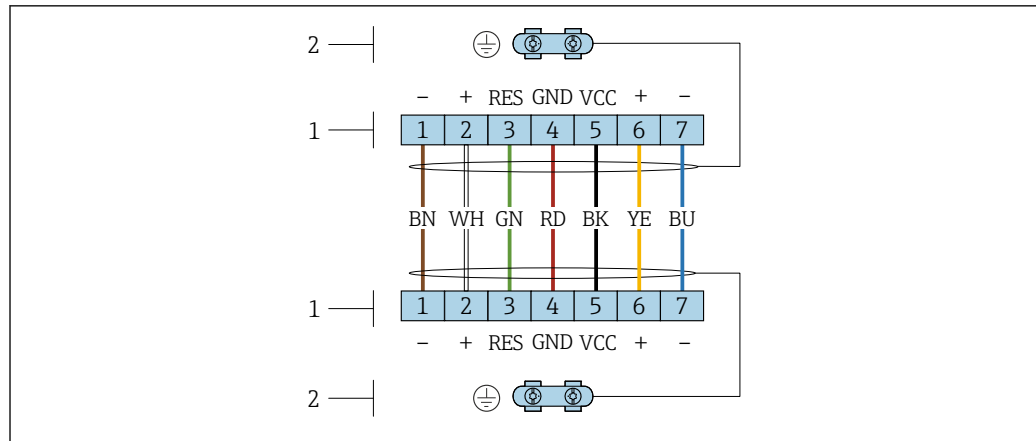 2
− + RES GND VCC + −
1 1 2 3 4 5 6 7
BN WH GN RD BK YE BU
1 1 2 3 4 5 6 7
− + RES GND VCC + −
2